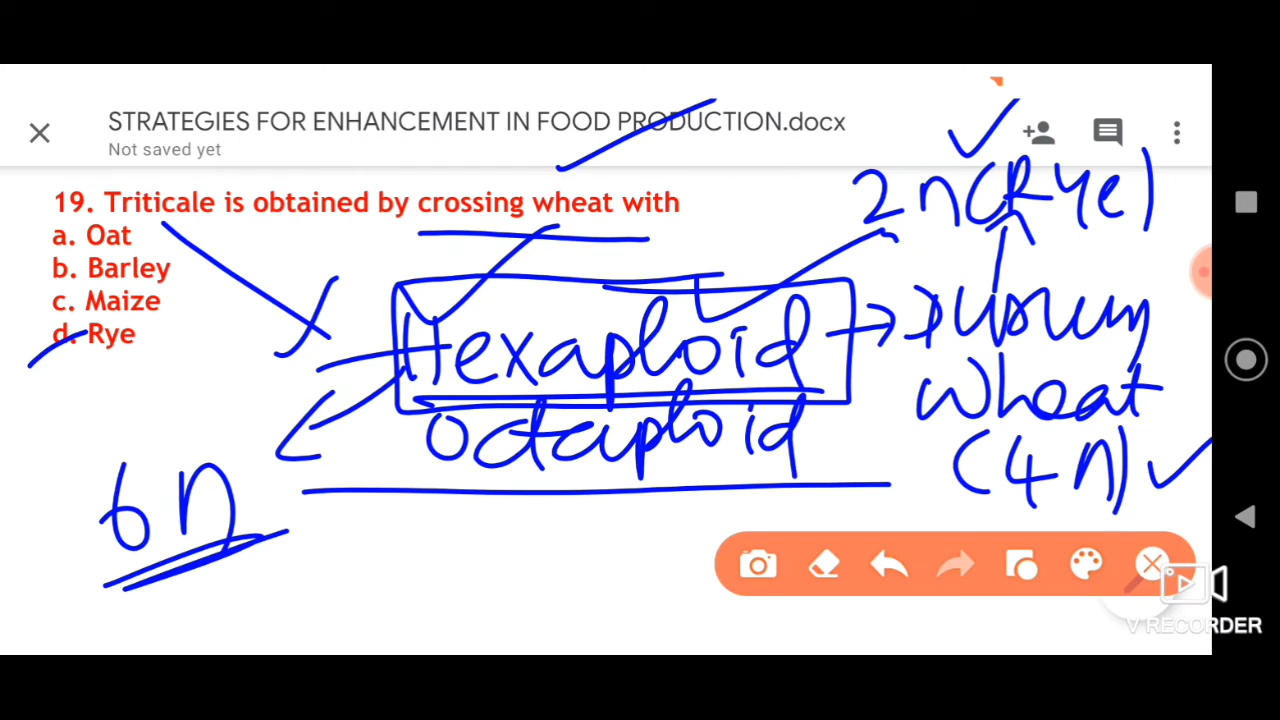 STRATEGIES FOR ENHANCEMENT IN FOOD PRODUCTION.docx
Not saved yet
19. Triticale is obtained by crossing wheat with
a. Oat
b. Barley
c. Maize
d. Rye
2n (Rye)
Hexaploid
Durum
wheat
(4n)
Octaploid
6n
V RECORDER